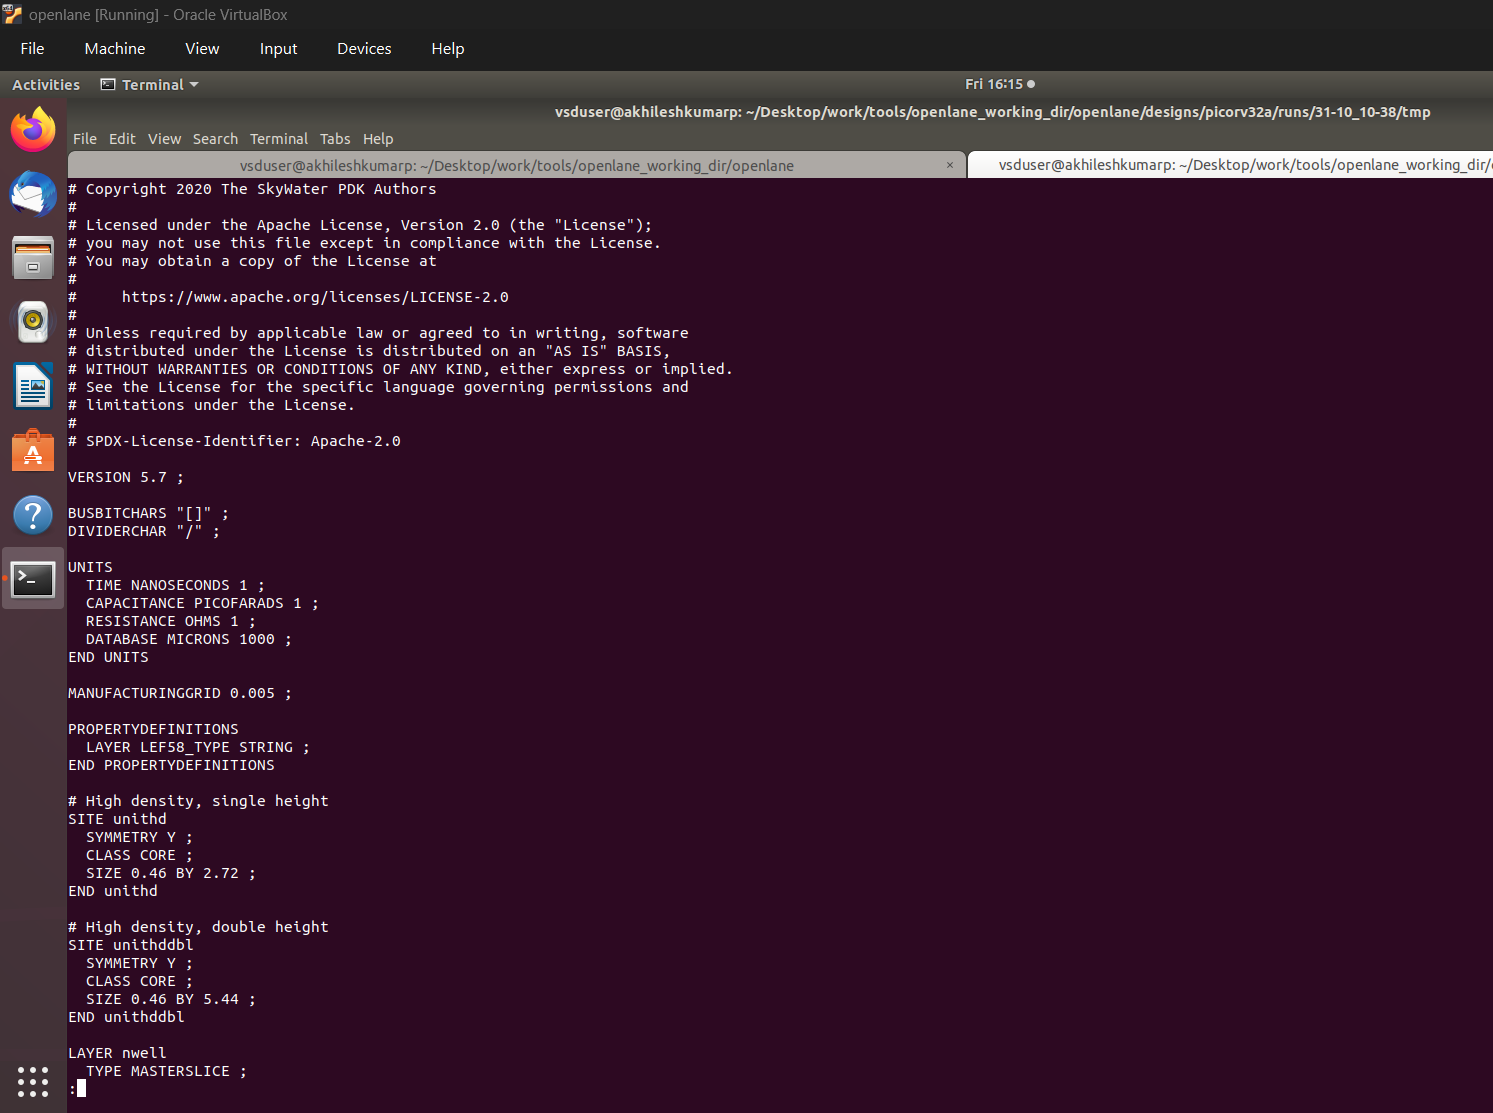 openlane [Running] - Oracle VirtualBox
File Machine View Input Devices Help
Activities Terminal Fri 16:15
vsduser@akhileshkumarp: ~/Desktop/work/tools/openlane_working_dir/openlane/designs/picorv32a/runs/31-10_10-38/tmp
File Edit View Search Terminal Tabs Help
vsduser@akhileshkumarp: ~/Desktop/work/tools/openlane_working_dir/openlane × vsduser@akhileshkumarp: ~/Desktop/work/tools/openlane_working_dir/
# Copyright 2020 The SkyWater PDK Authors
#
# Licensed under the Apache License, Version 2.0 (the "License");
# you may not use this file except in compliance with the License.
# You may obtain a copy of the License at
#
#     https://www.apache.org/licenses/LICENSE-2.0
#
# Unless required by applicable law or agreed to in writing, software
# distributed under the License is distributed on an "AS IS" BASIS,
# WITHOUT WARRANTIES OR CONDITIONS OF ANY KIND, either express or implied.
# See the License for the specific language governing permissions and
# limitations under the License.
#
# SPDX-License-Identifier: Apache-2.0
VERSION 5.7 ;
BUSBITCHARS "[]" ;
DIVIDERCHAR "/" ;
UNITS
  TIME NANOSECONDS 1 ;
  CAPACITANCE PICOFARADS 1 ;
  RESISTANCE OHMS 1 ;
  DATABASE MICRONS 1000 ;
END UNITS
MANUFACTURINGGRID 0.005 ;
PROPERTYDEFINITIONS
  LAYER LEF58_TYPE STRING ;
END PROPERTYDEFINITIONS
# High density, single height
SITE unithd
  SYMMETRY Y ;
  CLASS CORE ;
  SIZE 0.46 BY 2.72 ;
END unithd
# High density, double height
SITE unithddbl
  SYMMETRY Y ;
  CLASS CORE ;
  SIZE 0.46 BY 5.44 ;
END unithddbl
LAYER nwell
  TYPE MASTERSLICE ;
: